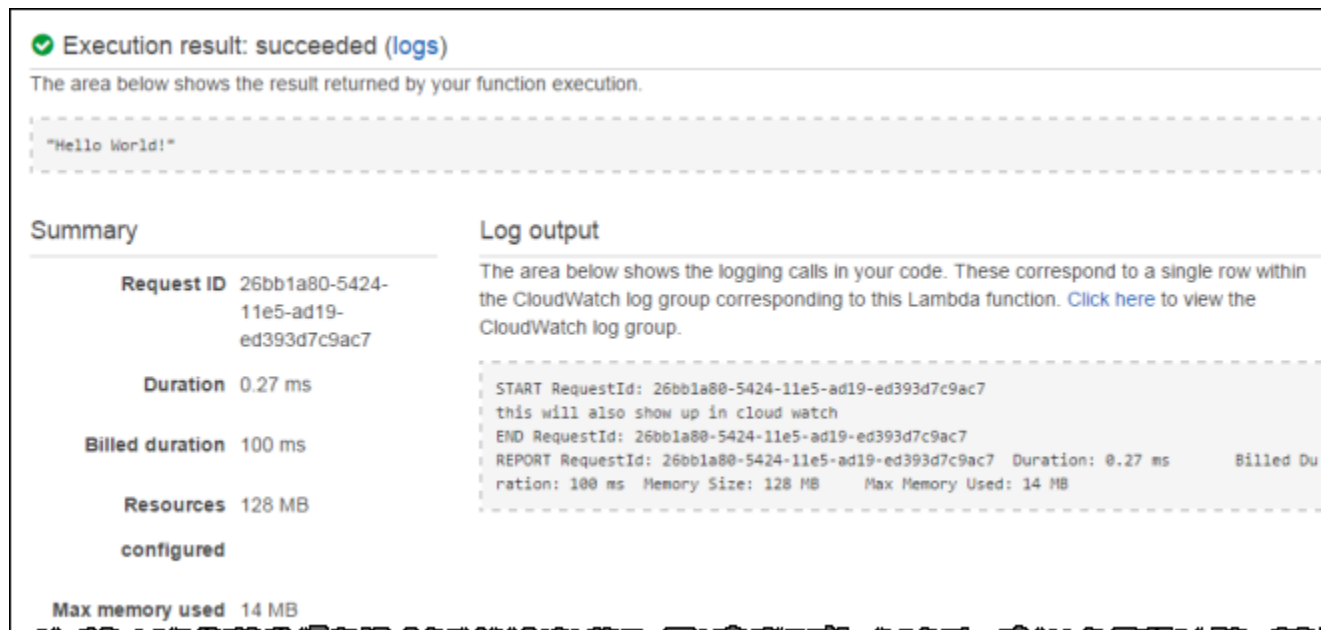 Execution result: succeeded (logs)
The area below shows the result returned by your function execution.
"Hello World!"
Summary
Request ID 26bb1a80-5424-
11e5-ad19-
ed393d7c9ac7
Duration 0.27 ms
Billed duration 100 ms
Resources 128 MB
configured
Max memory used 14 MB
Log output
The area below shows the logging calls in your code. These correspond to a single row within
the CloudWatch log group corresponding to this Lambda function. Click here to view the
CloudWatch log group.
START RequestId: 26bb1a80-5424-11e5-ad19-ed393d7c9ac7
this will also show up in cloud watch
END RequestId: 26bb1a80-5424-11e5-ad19-ed393d7c9ac7
REPORT RequestId: 26bb1a80-5424-11e5-ad19-ed393d7c9ac7 Duration: 0.27 ms Billed Du
ration: 100 ms Memory Size: 128 MB Max Memory Used: 14 MB